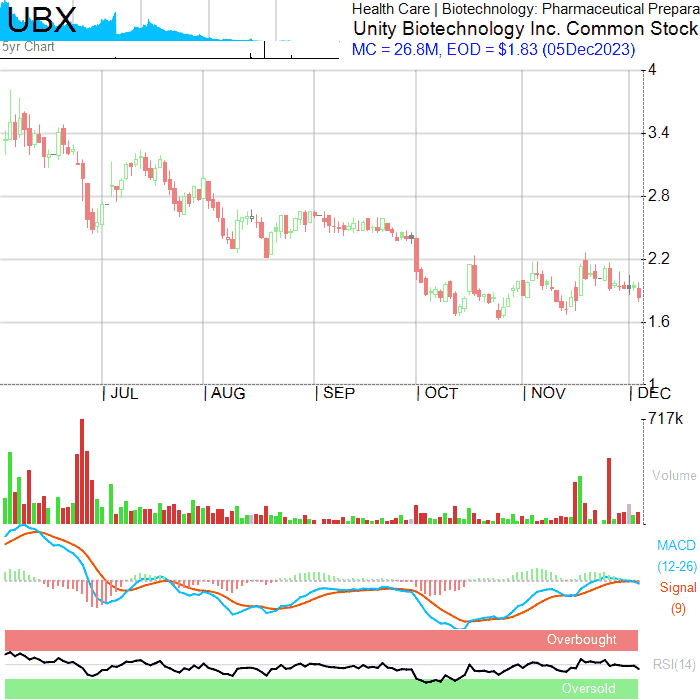 UBX
5yr Chart
Health Care | Biotechnology: Pharmaceutical Prepara
Unity Biotechnology Inc. Common Stock
MC = 26.8M, EOD = $1.83 (05Dec2023)
4
3.4
2.8
2.2
1.6
1
| JUL | AUG | SEP | OCT | NOV | DEC
717k
Volume
MACD
(12-26)
Signal
(9)
Overbought
RSI(14)
Oversold